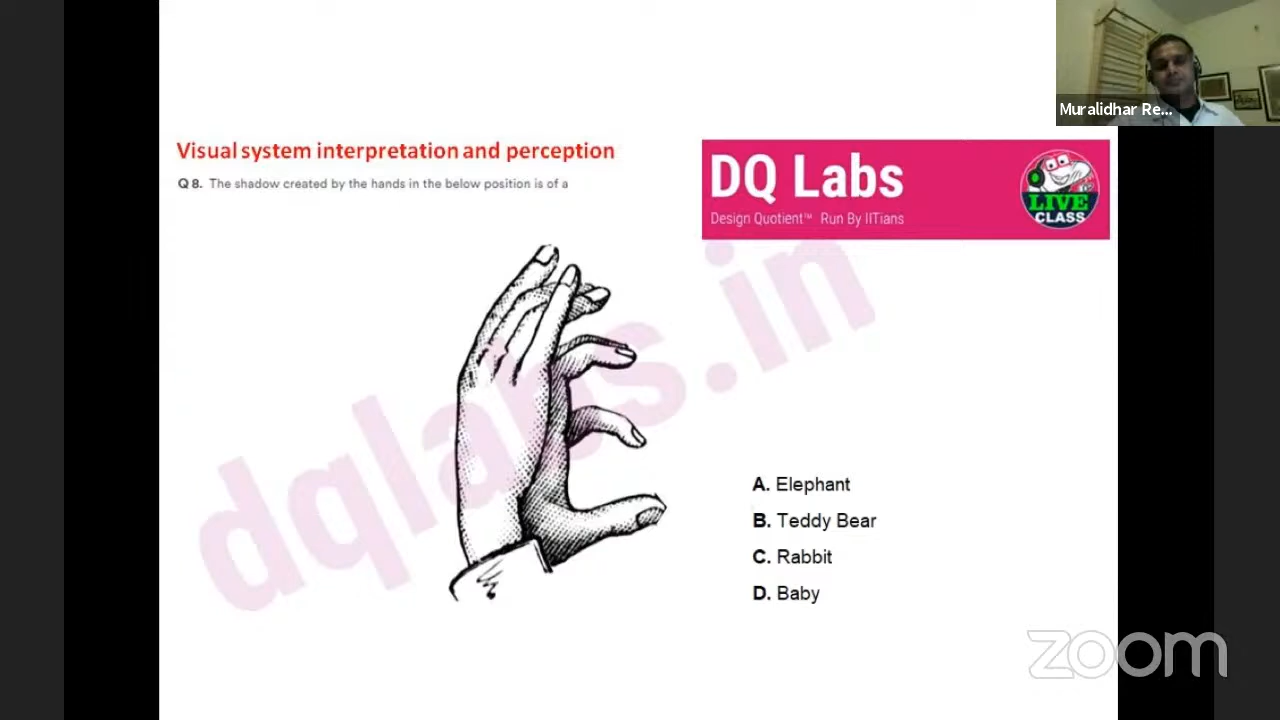 Muralidhar Re...
Visual system interpretation and perception
Q 8. The shadow created by the hands in the below position is of a
DQ Labs
Design Quotient™ Run By IITians
LIVE
CLASS
dqlabs.in
A. Elephant
B. Teddy Bear
C. Rabbit
D. Baby
zoom